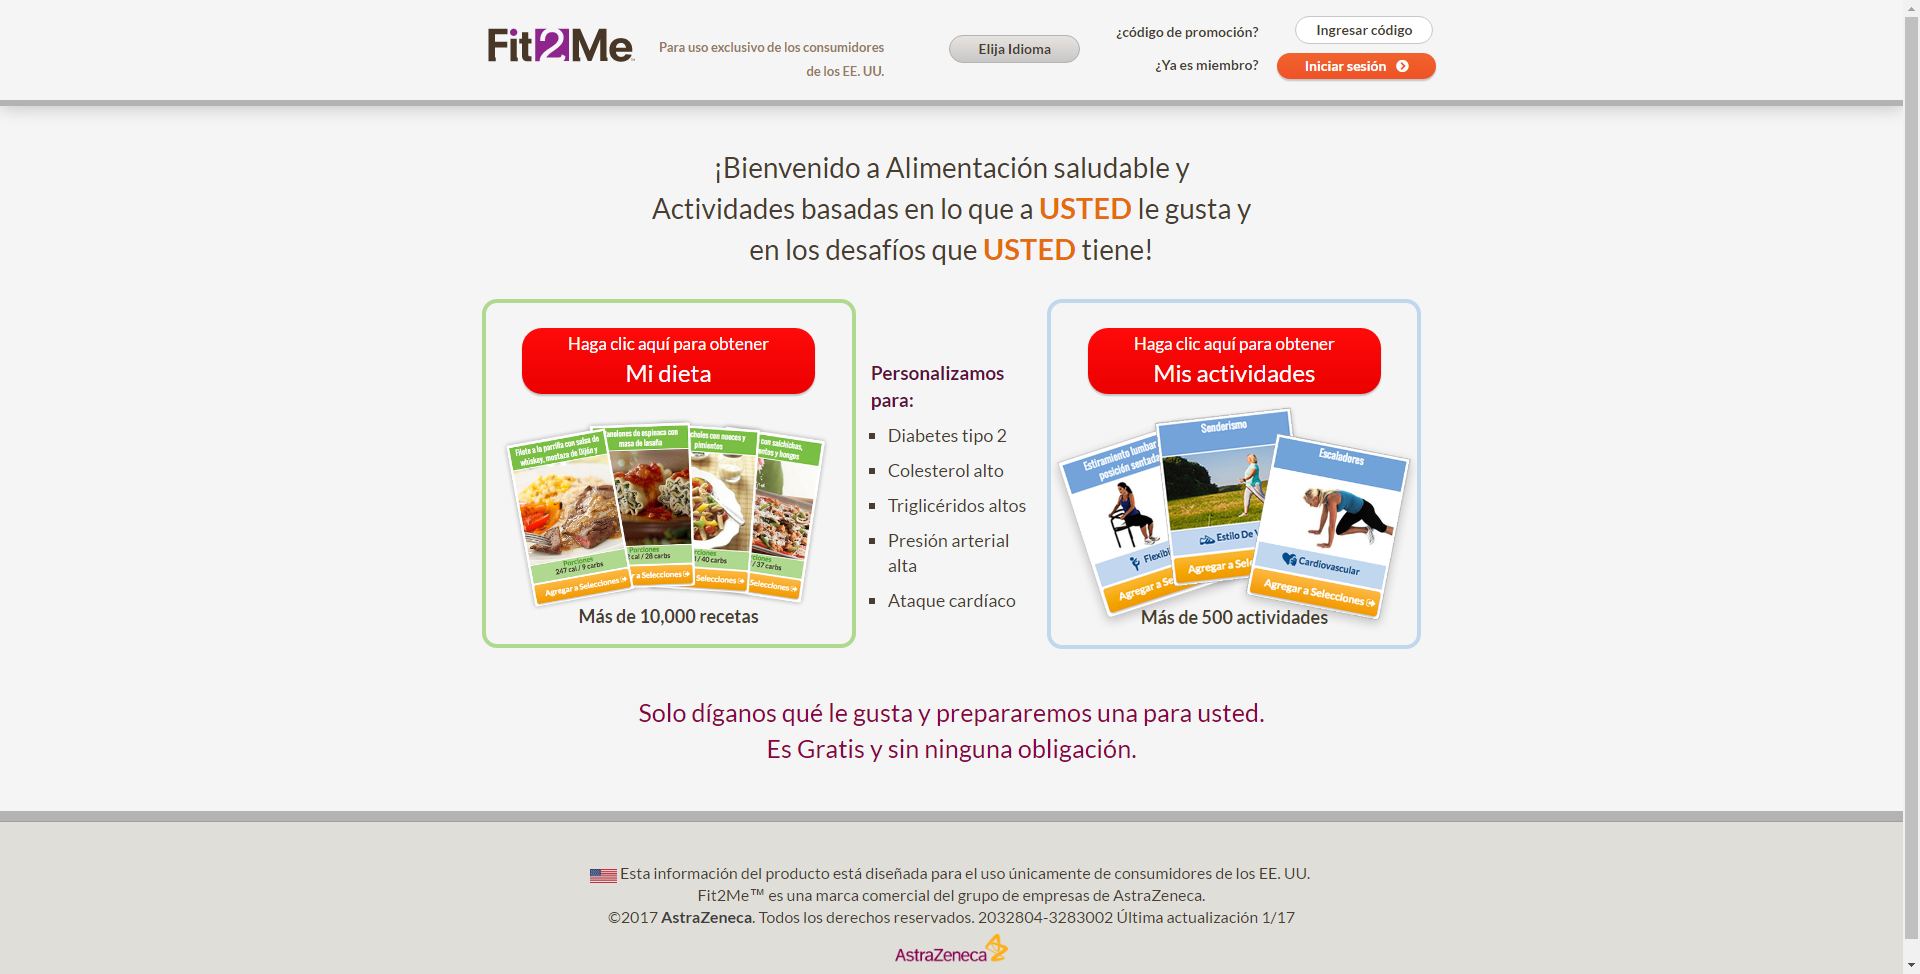 Fit2Me
Para uso exclusivo de los consumidores
de los EE. UU.
Elija Idioma
¿código de promoción?
Ingresar código
¿Ya es miembro?
Iniciar sesión
¡Bienvenido a Alimentación saludable y
Actividades basadas en lo que a USTED le gusta y
en los desafíos que USTED tiene!
Haga clic aquí para obtener
Mi dieta
Filete a la parrilla con salsa de
whiskey, mostaza de Dijón y
Porciones
247 cal / 9 carbs
Agregar a Selecciones
anelones de espinaca con
masa de lasaña
Porciones
cal / 28 carbs
r a Selecciones
choles con nueces y
pimientos
rciones
/ 40 carbs
Selecciones
con salchichas,
entos y hongos
ciones
/ 37 carbs
Selecciones
Más de 10,000 recetas
Personalizamos
para:
Diabetes tipo 2
Colesterol alto
Triglicéridos altos
Presión arterial
alta
Ataque cardíaco
Haga clic aquí para obtener
Mis actividades
Estiramiento lumbar
posición sentada
Flexibi
Agregar a Se
Senderismo
Estilo De V
Agregar a Sele
Escaladores
Cardiovascular
Agregar a Selecciones
Más de 500 actividades
Solo díganos qué le gusta y prepararemos una para usted.
Es Gratis y sin ninguna obligación.
Esta información del producto está diseñada para el uso únicamente de consumidores de los EE. UU.
Fit2Me™ es una marca comercial del grupo de empresas de AstraZeneca.
©2017 AstraZeneca. Todos los derechos reservados. 2032804-3283002 Última actualización 1/17
AstraZeneca